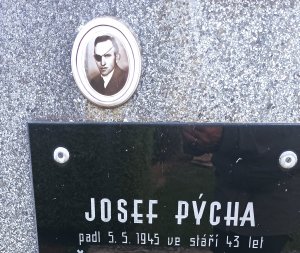 JOSEF PÝCHA
padl 5. 5. 1945 ve stáří 43 let